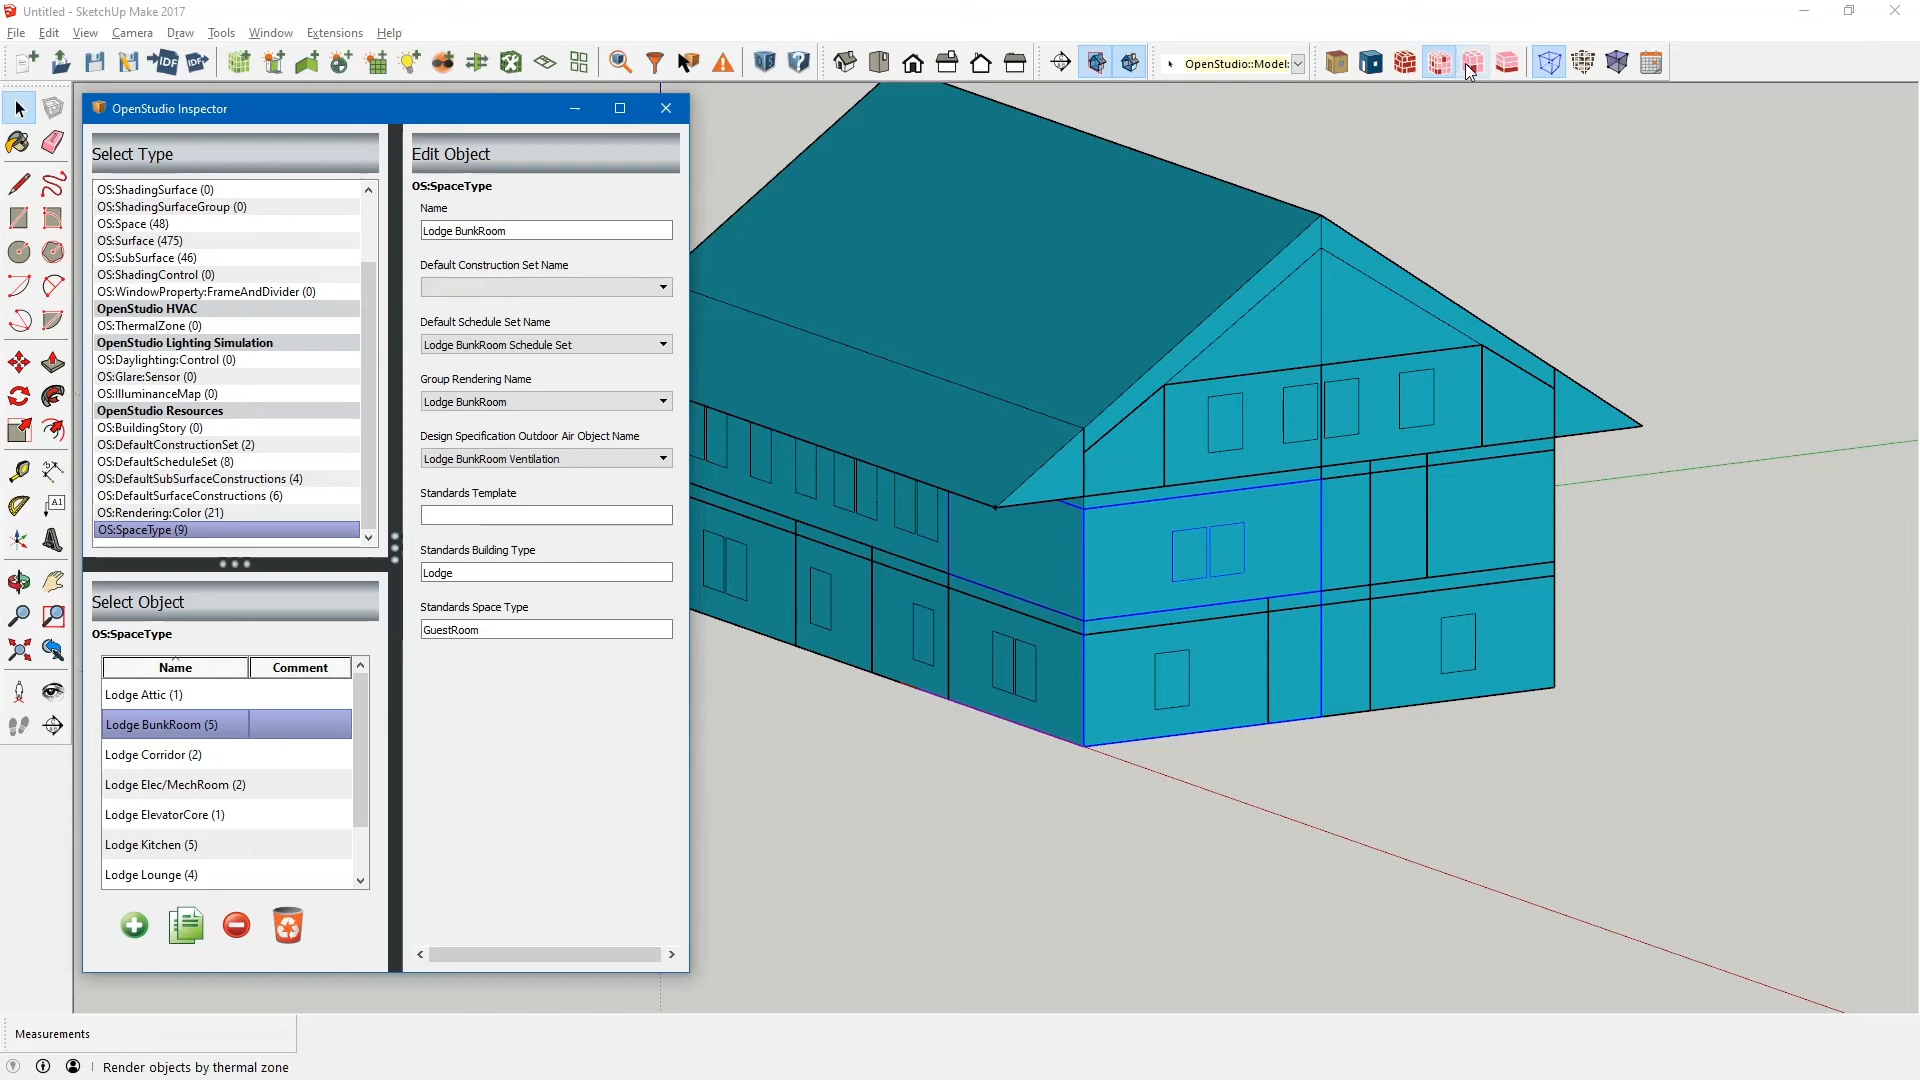 Untitled - SketchUp Make 2017
File Edit View Camera Draw Tools Window Extensions Help
IDF IDF OpenStudio::Model:
OpenStudio Inspector
Select Type
OS:ShadingSurface (0)
OS:ShadingSurfaceGroup (0)
OS:Space (48)
OS:Surface (475)
OS:SubSurface (46)
OS:ShadingControl (0)
OS:WindowProperty:FrameAndDivider (0)
OpenStudio HVAC
OS:ThermalZone (0)
OpenStudio Lighting Simulation
OS:Daylighting:Control (0)
OS:Glare:Sensor (0)
OS:IlluminanceMap (0)
OpenStudio Resources
OS:BuildingStory (0)
OS:DefaultConstructionSet (2)
OS:DefaultScheduleSet (8)
OS:DefaultSubSurfaceConstructions (4)
OS:DefaultSurfaceConstructions (6)
OS:Rendering:Color (21)
OS:SpaceType (9)
Select Object
OS:SpaceType
Name Comment
Lodge Attic (1)
Lodge BunkRoom (5)
Lodge Corridor (2)
Lodge Elec/MechRoom (2)
Lodge ElevatorCore (1)
Lodge Kitchen (5)
Lodge Lounge (4)
Edit Object
OS:SpaceType
Name
Lodge BunkRoom
Default Construction Set Name
Default Schedule Set Name
Lodge BunkRoom Schedule Set
Group Rendering Name
Lodge BunkRoom
Design Specification Outdoor Air Object Name
Lodge BunkRoom Ventilation
Standards Template
Standards Building Type
Lodge
Standards Space Type
GuestRoom
A1
Measurements
Render objects by thermal zone